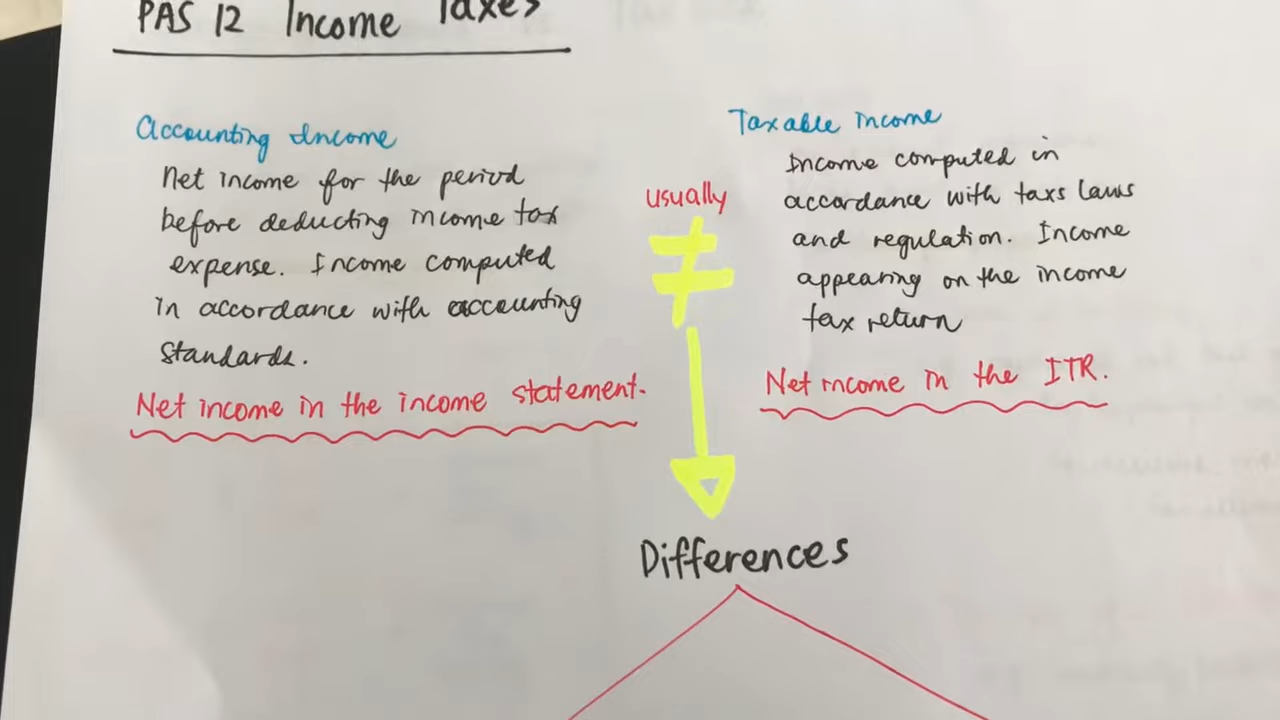 PAS 12 Income Taxes
Accounting Income
Net income for the period
before deducting income tax
expense. Income computed
in accordance with accounting
standards.
Net income in the income statement.
usually
≠
Taxable income
Income computed in
accordance with taxs laws
and regulation. Income
appearing on the income
tax return
Net income in the ITR.
Differences